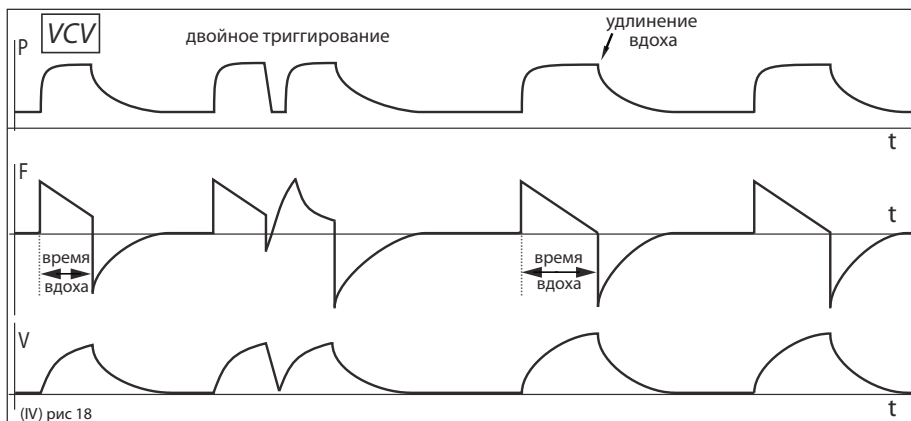 VCV
P
двойное триггирование
удлинение
вдоха
t
F
t
время
вдоха
время
вдоха
V
t
(IV) рис 18